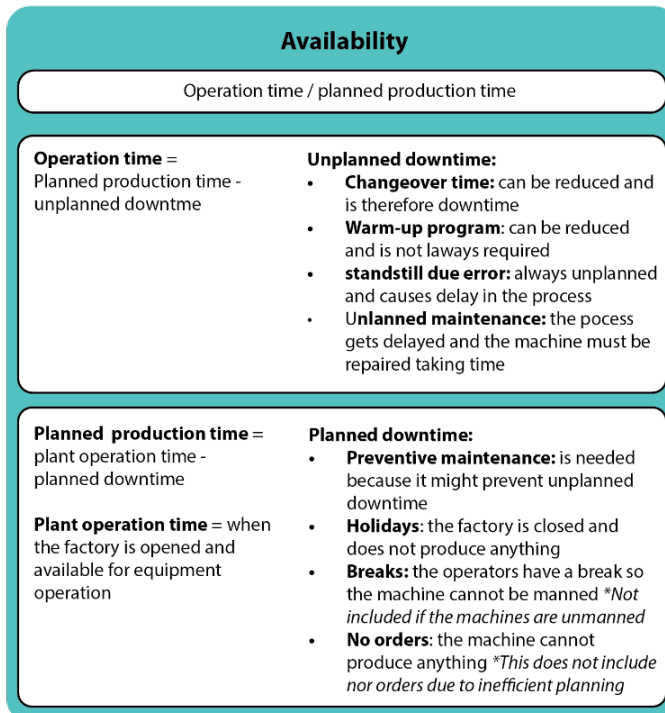 Availability
Operation time / planned production time
Operation time =
Planned production time -
unplanned downtme
Unplanned downtime:
• Changeover time: can be reduced and
is therefore downtime
• Warm-up program: can be reduced
and is not laways required
• standstill due error: always unplanned
and causes delay in the process
• Unlanned maintenance: the pocess
gets delayed and the machine must be
repaired taking time
Planned production time =
plant operation time -
planned downtime
Plant operation time = when
the factory is opened and
available for equipment
operation
Planned downtime:
• Preventive maintenance: is needed
because it might prevent unplanned
downtime
• Holidays: the factory is closed and
does not produce anything
• Breaks: the operators have a break so
the machine cannot be manned *Not
included if the machines are unmanned
• No orders: the machine cannot
produce anything *This does not include
nor orders due to inefficient planning